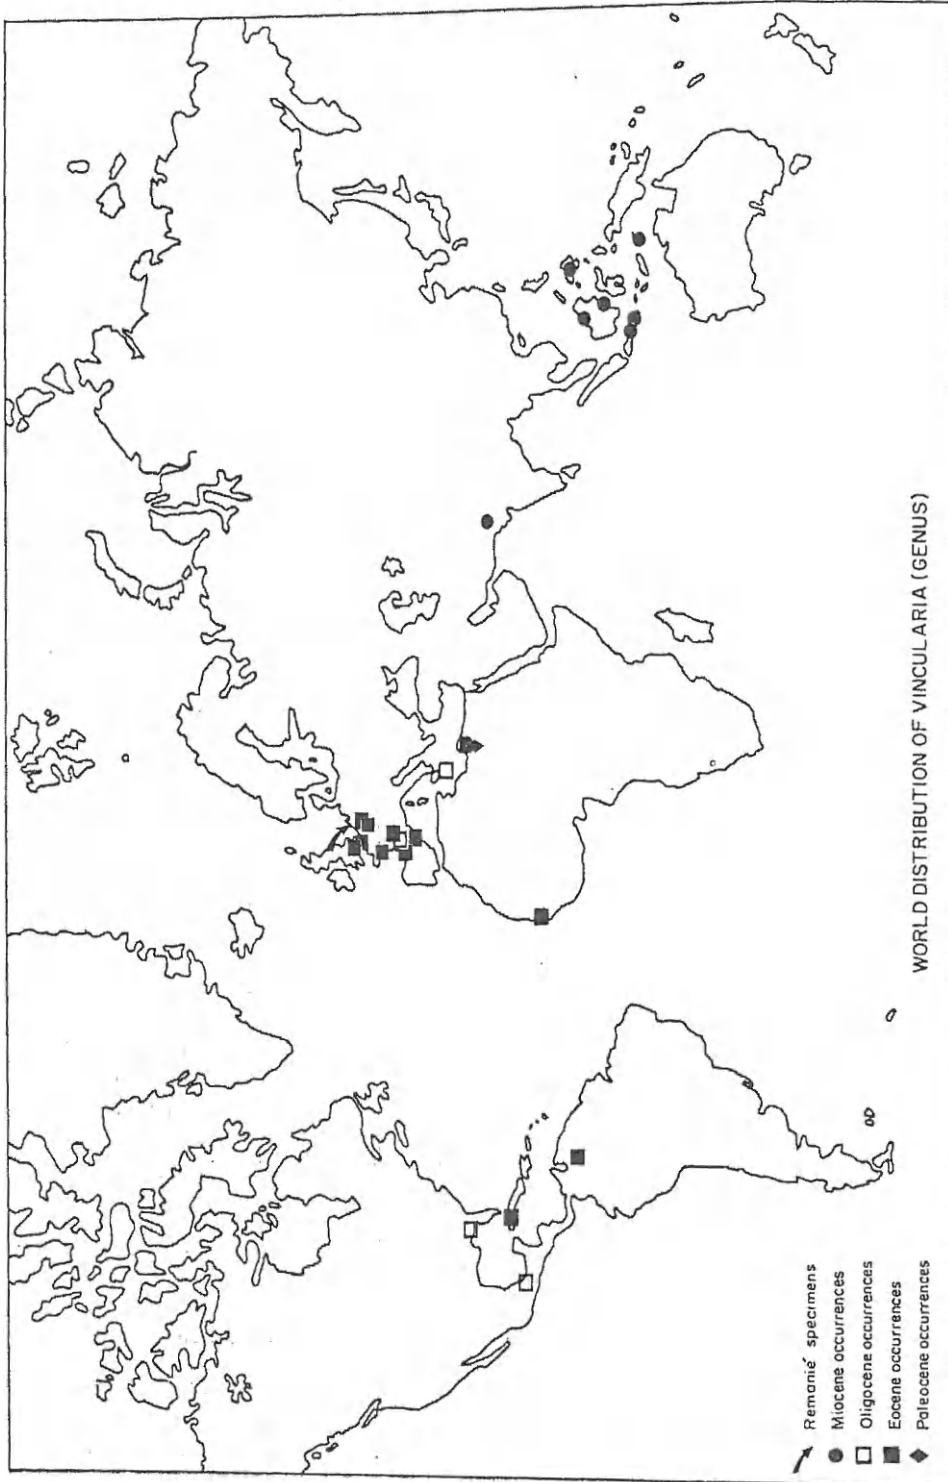 Remanié specimens
Miocene occurrences
Oligocene occurrences
Eocene occurrences
Paleocene occurrences
WORLD DISTRIBUTION OF VINCULARIA (GENUS)